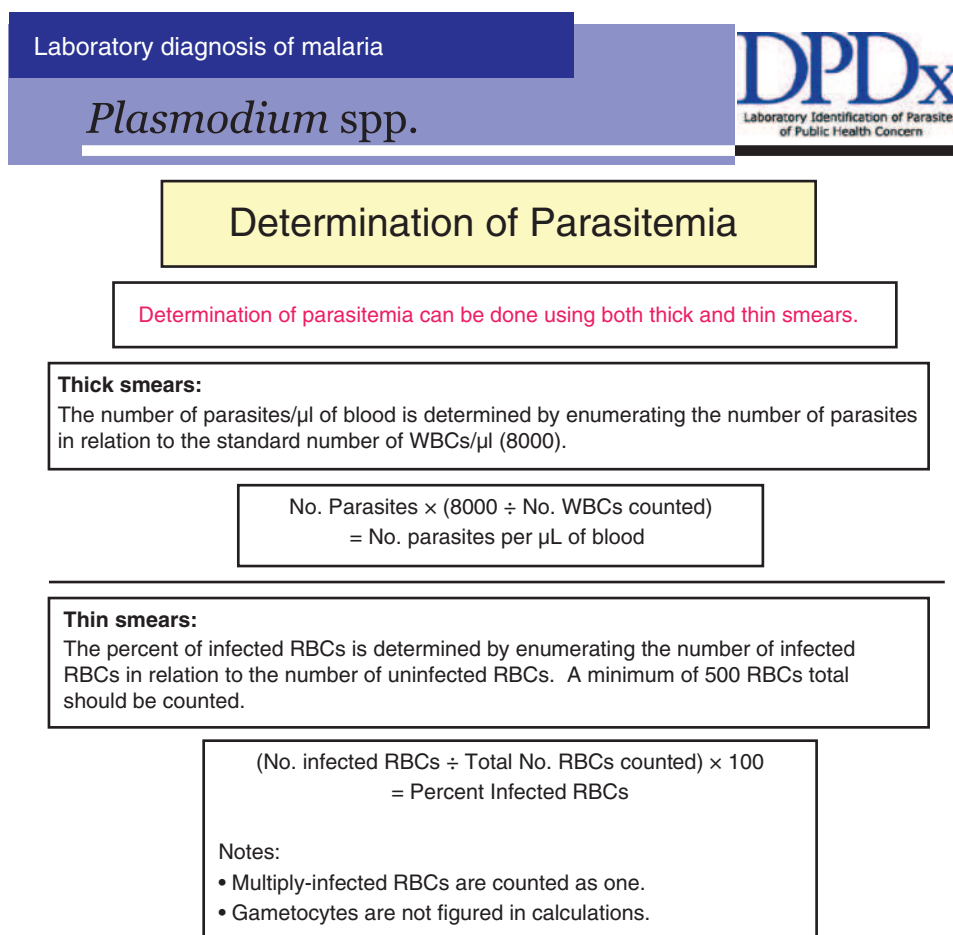 Laboratory diagnosis of malaria
Plasmodium spp.
DPDx
Laboratory Identification of Parasite
of Public Health Concern
Determination of Parasitemia
Determination of parasitemia can be done using both thick and thin smears.
Thick smears:
The number of parasites/µl of blood is determined by enumerating the number of parasites
in relation to the standard number of WBCs/µl (8000).
No. Parasites × (8000 ÷ No. WBCs counted)
= No. parasites per µL of blood
Thin smears:
The percent of infected RBCs is determined by enumerating the number of infected
RBCs in relation to the number of uninfected RBCs.  A minimum of 500 RBCs total
should be counted.
(No. infected RBCs ÷ Total No. RBCs counted) × 100
= Percent Infected RBCs
Notes:
• Multiply-infected RBCs are counted as one.
• Gametocytes are not figured in calculations.